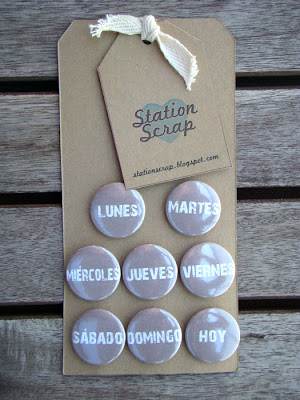 Station
Scrap
stationscrap.blogspot.com
LUNES MARTES
MIÉRCOLES JUEVES VIERNES
SÁBADO DOMINGO HOY